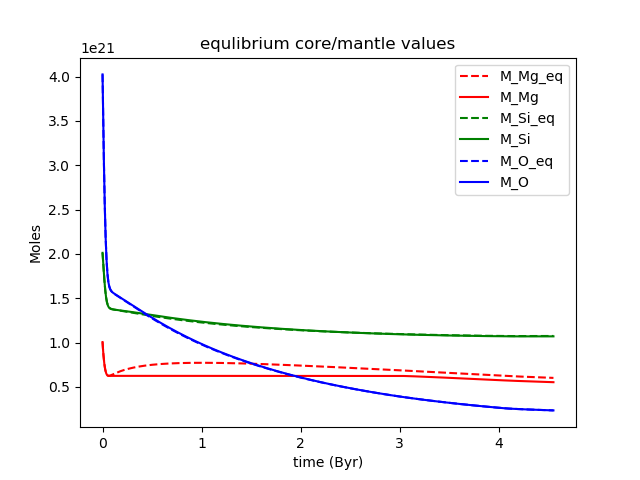 equlibrium core/mantle values
1e21
4.0
3.5
3.0
2.5
2.0
1.5
1.0
0.5
Moles
M_Mg_eq
M_Mg
M_Si_eq
M_Si
M_O_eq
M_O
0 1 2 3 4
time (Byr)